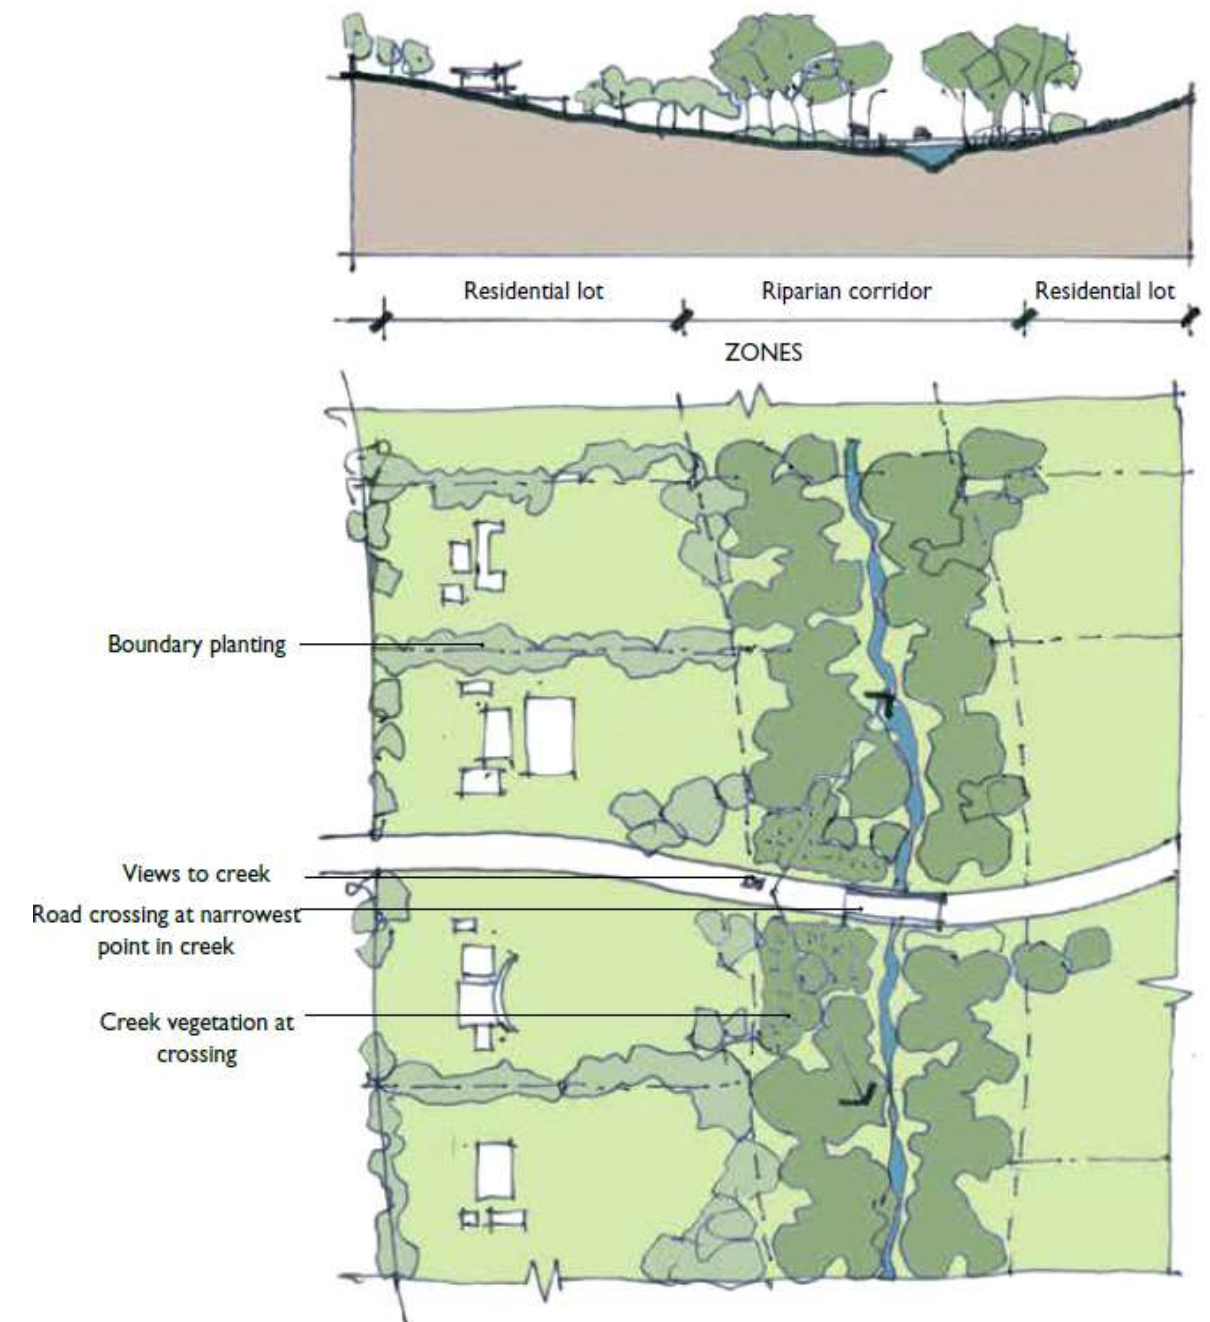 Residential lot
Riparian corridor
Residential lot
ZONES
Boundary planting
Views to creek
Road crossing at narrowest
point in creek
Creek vegetation at
crossing